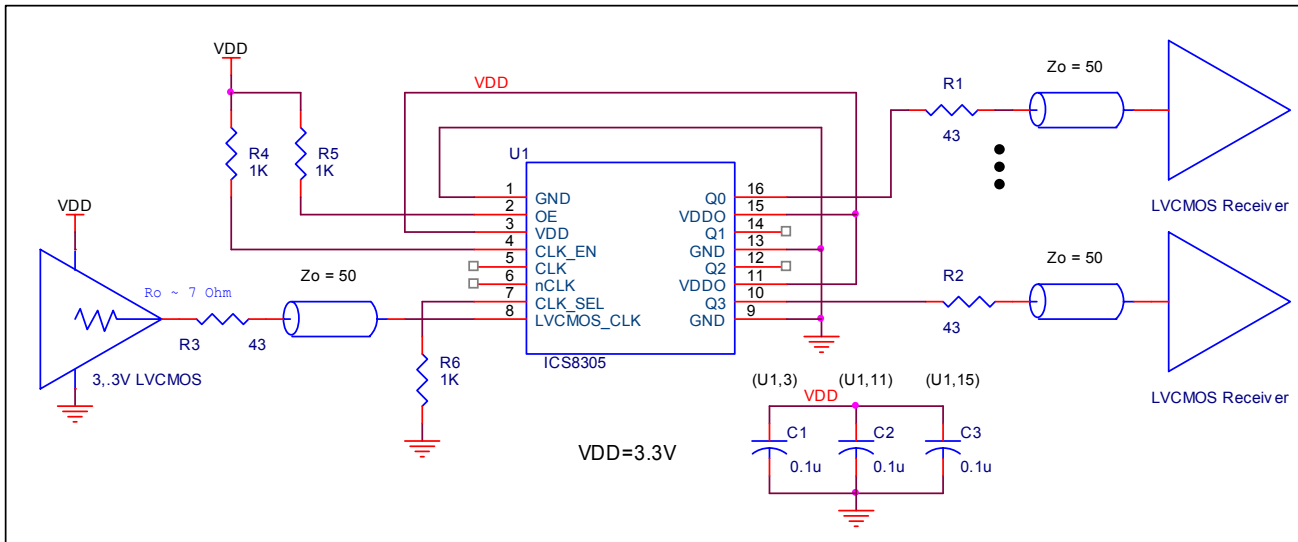 VDD
VDD
R4
1K
R5
1K
U1
1
GND
2
OE
3
VDD
4
CLK_EN
5
CLK
6
nCLK
7
CLK_SEL
8
LVCMOS_CLK
16
Q0
15
VDDO
14
Q1
13
GND
12
Q2
11
VDDO
10
Q3
9
GND
ICS8305
R1
43
Zo = 50
LVCMOS Receiver
R2
43
Zo = 50
LVCMOS Receiver
VDD
Ro ~ 7 Ohm
R3
43
Zo = 50
3,.3V LVCMOS
R6
1K
VDD=3.3V
(U1,3)
(U1,11)
(U1,15)
VDD
C1
0.1u
C2
0.1u
C3
0.1u